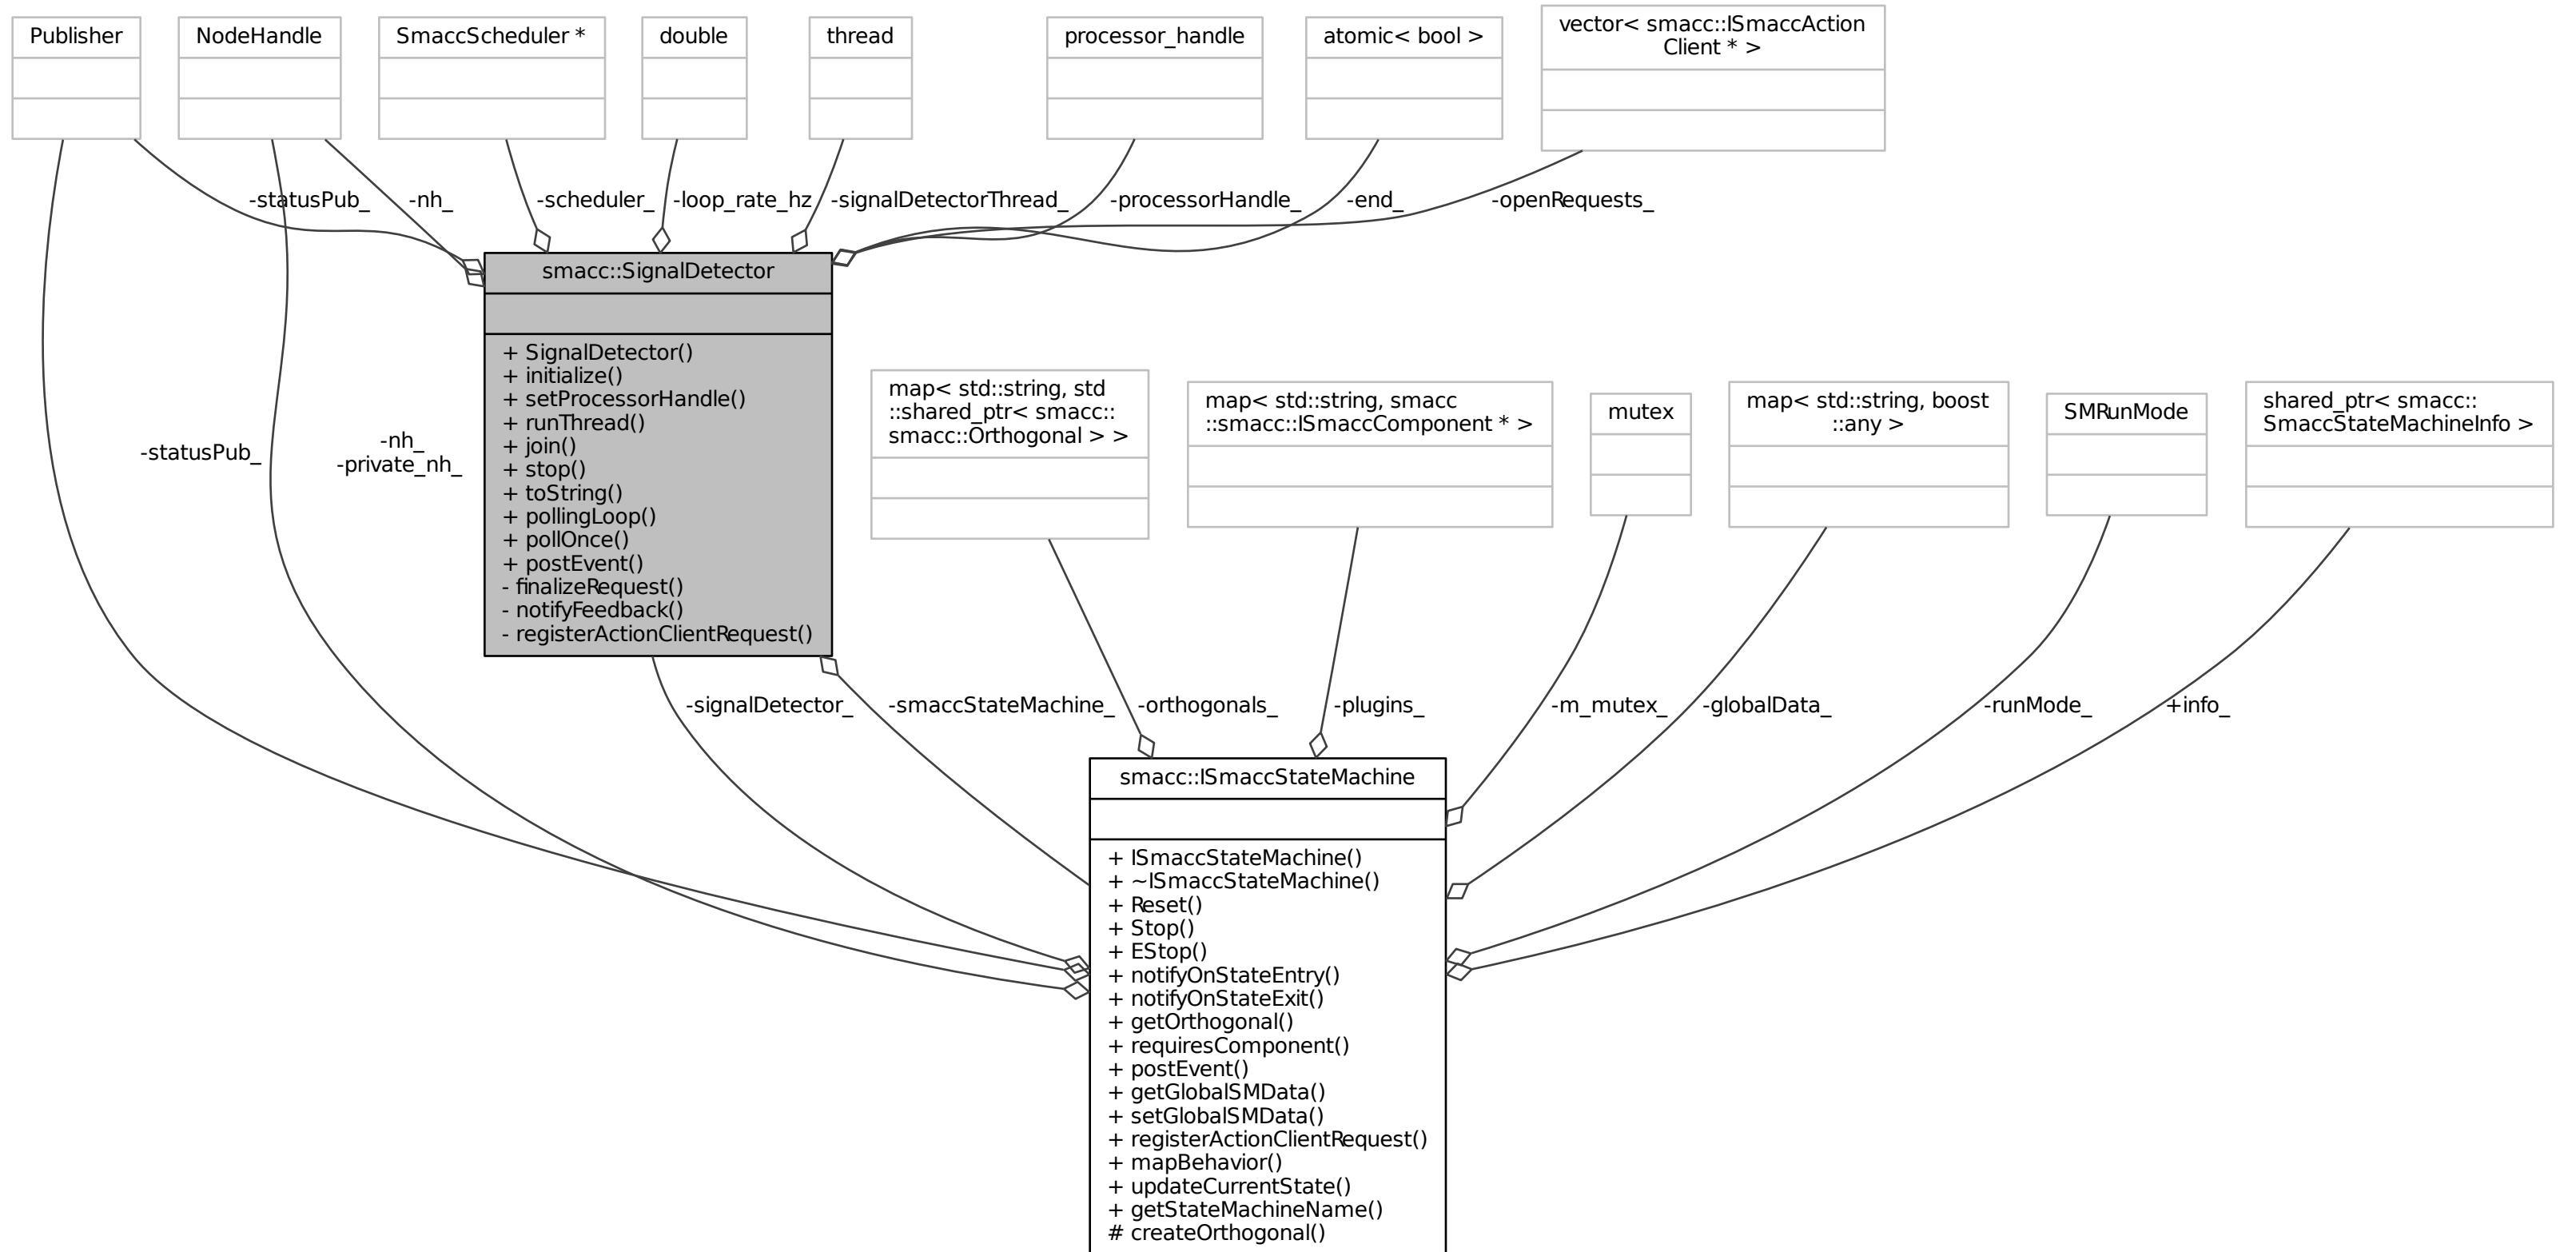 Publisher
NodeHandle
SmaccScheduler *
double
thread
processor_handle
atomic< bool >
vector< smacc::ISmaccAction
Client * >
-statusPub_
-nh_
-scheduler_
-loop_rate_hz
-signalDetectorThread_
-processorHandle_
-end_
-openRequests_
smacc::SignalDetector
+ SignalDetector()
+ initialize()
+ setProcessorHandle()
+ runThread()
+ join()
+ stop()
+ toString()
+ pollingLoop()
+ pollOnce()
+ postEvent()
- finalizeRequest()
- notifyFeedback()
- registerActionClientRequest()
map< std::string, std
::shared_ptr< smacc::
smacc::Orthogonal > >
map< std::string, smacc
::smacc::ISmaccComponent * >
mutex
map< std::string, boost
::any >
SMRunMode
shared_ptr< smacc::
SmaccStateMachineInfo >
-statusPub_
-nh_
-private_nh_
-signalDetector_
-smaccStateMachine_
-orthogonals_
-plugins_
-m_mutex_
-globalData_
-runMode_
+info_
smacc::ISmaccStateMachine
+ ISmaccStateMachine()
+ ~ISmaccStateMachine()
+ Reset()
+ Stop()
+ EStop()
+ notifyOnStateEntry()
+ notifyOnStateExit()
+ getOrthogonal()
+ requiresComponent()
+ postEvent()
+ getGlobalSMData()
+ setGlobalSMData()
+ registerActionClientRequest()
+ mapBehavior()
+ updateCurrentState()
+ getStateMachineName()
# createOrthogonal()